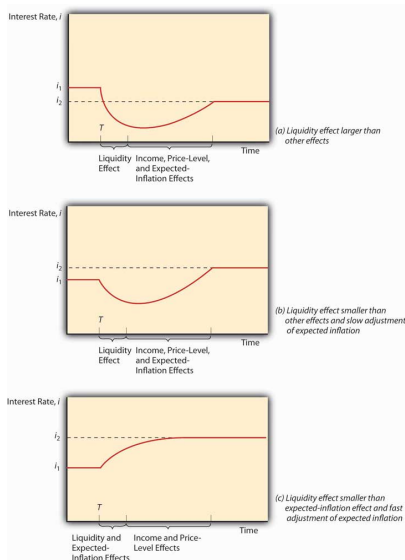 Interest Rate, i
i1
i2
T
Liquidity Effect
Income, Price-Level, and Expected-Inflation Effects
Time
(a) Liquidity effect larger than
other effects
Interest Rate, i
i2
i1
T
Liquidity Effect
Income, Price-Level, and Expected-Inflation Effects
Time
(b) Liquidity effect smaller than
other effects and slow adjustment
of expected inflation
Interest Rate, i
i2
i1
T
Liquidity and Expected-Inflation Effects
Income and Price-Level Effects
Time
(c) Liquidity effect smaller than
expected-inflation effect and fast
adjustment of expected inflation